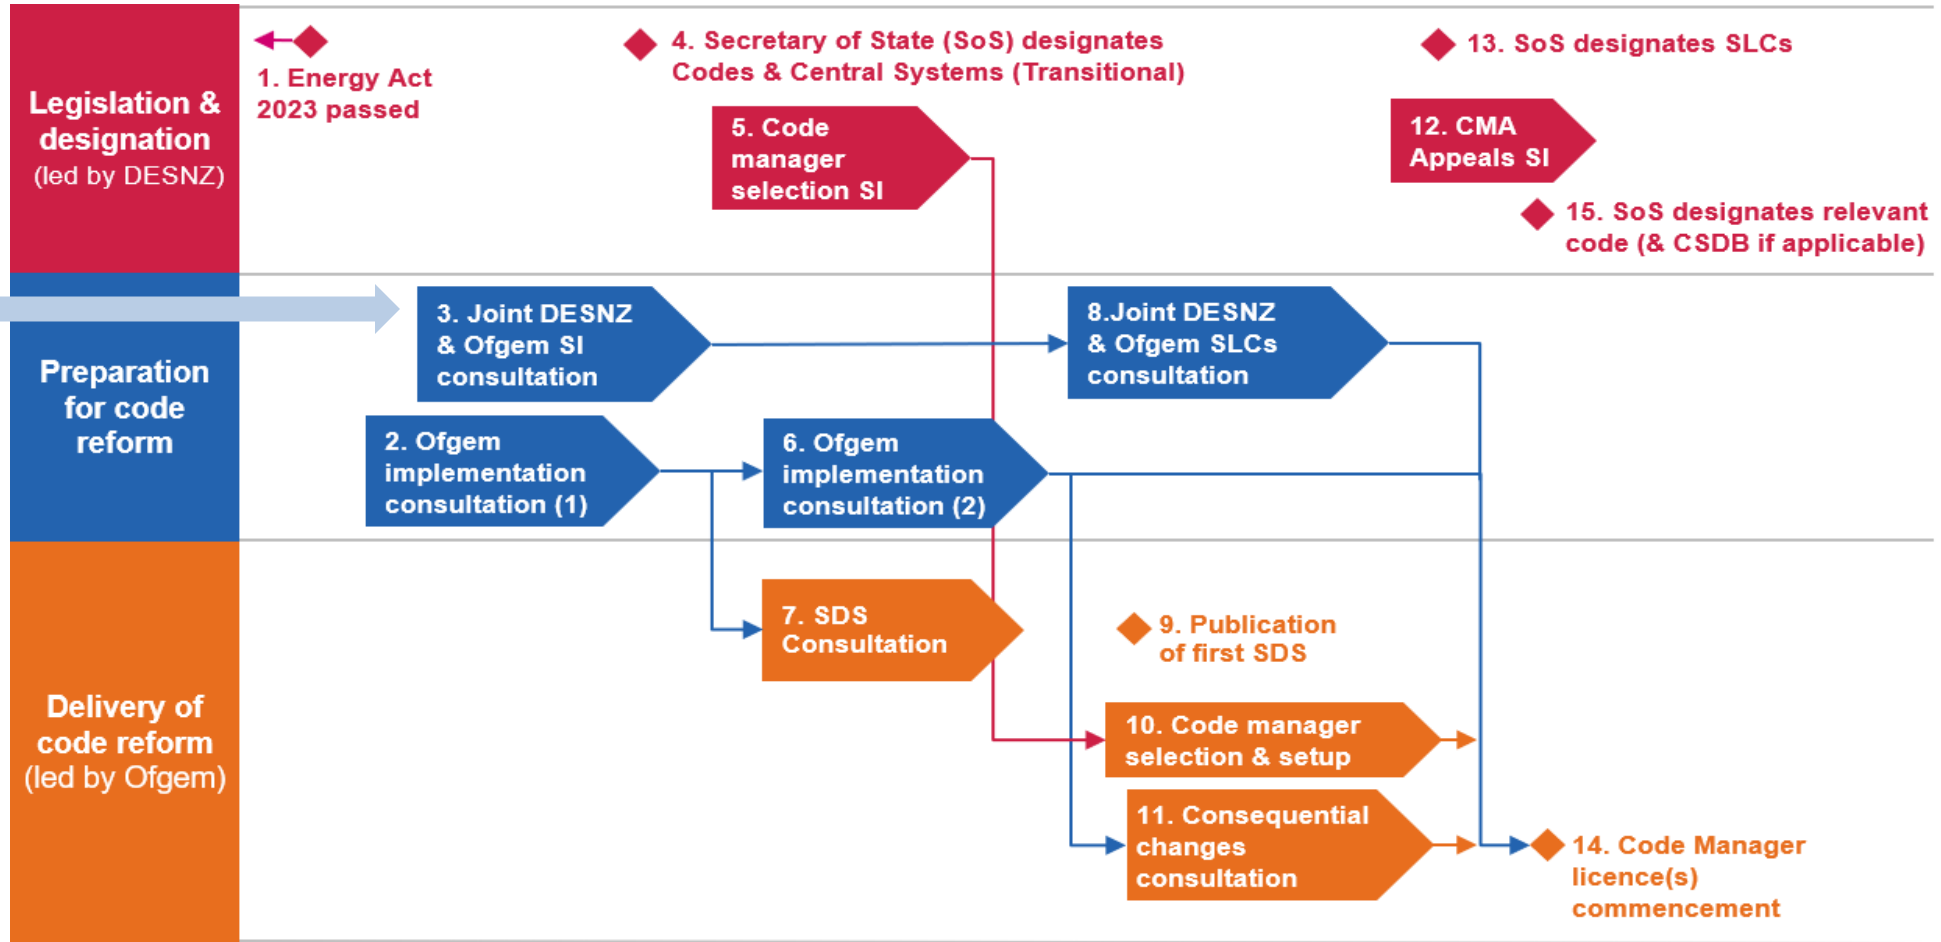 Legislation &
designation
(led by DESNZ)
1. Energy Act
2023 passed
4. Secretary of State (SoS) designates
Codes & Central Systems (Transitional)
5. Code
manager
selection SI
13. SoS designates SLCs
12. CMA
Appeals SI
15. SoS designates relevant
code (& CSDB if applicable)
Preparation
for code
reform
3. Joint DESNZ
& Ofgem SI
consultation
8.Joint DESNZ
& Ofgem SLCs
consultation
2. Ofgem
implementation
consultation (1)
6. Ofgem
implementation
consultation (2)
Delivery of
code reform
(led by Ofgem)
7. SDS
Consultation
9. Publication
of first SDS
10. Code manager
selection & setup
11. Consequential
changes
consultation
14. Code Manager
licence(s)
commencement